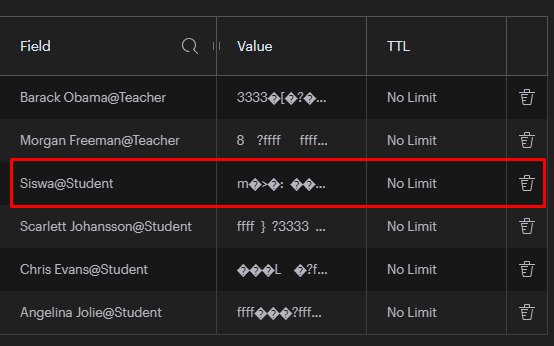 Field Value TTL
Barack Obama@Teacher 3333�[�?�... No Limit
Morgan Freeman@Teacher 8 ?ffff ffff... No Limit
Siswa@Student m�>�: ��... No Limit
Scarlett Johansson@Student ffff } ?3333 ... No Limit
Chris Evans@Student ���L �?f... No Limit
Angelina Jolie@Student ffff���?fff... No Limit